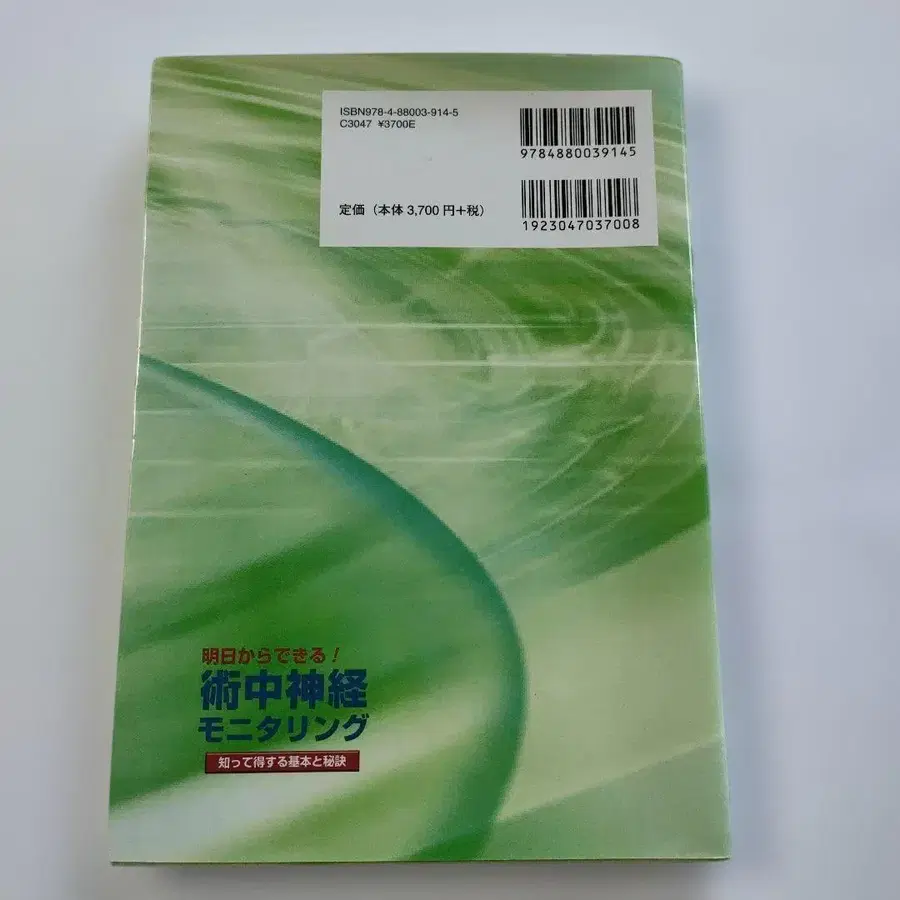 ISBN978-4-88003-914-5
C3047 ¥3700E
9784880039145
定価（本体 3,700 円＋税）
1923047037008
明日からできる！
術中神経
モニタリング
知って得する基本と秘訣